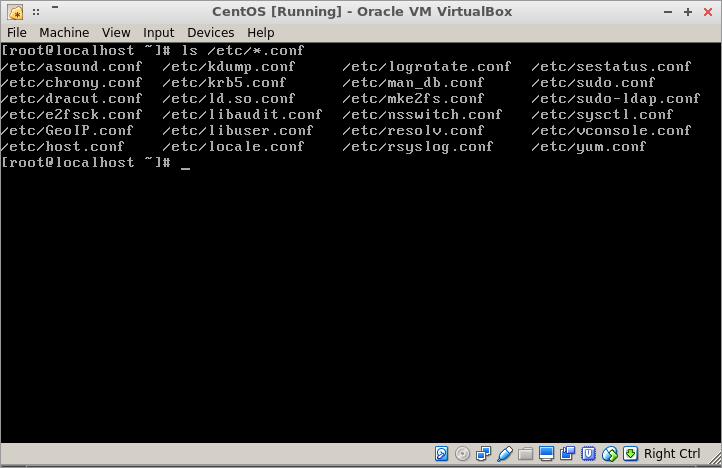 CentOS [Running] - Oracle VM VirtualBox
File Machine View Input Devices Help
[root@localhost ~]# ls /etc/*.conf
/etc/asound.conf /etc/kdump.conf /etc/logrotate.conf /etc/sestatus.conf
/etc/chrony.conf /etc/krb5.conf /etc/man_db.conf /etc/sudo.conf
/etc/dracut.conf /etc/ld.so.conf /etc/mke2fs.conf /etc/sudo-ldap.conf
/etc/e2fsck.conf /etc/libaudit.conf /etc/nsswitch.conf /etc/sysctl.conf
/etc/GeoIP.conf /etc/libuser.conf /etc/resolv.conf /etc/vconsole.conf
/etc/host.conf /etc/locale.conf /etc/rsyslog.conf /etc/yum.conf
[root@localhost ~]# _
Right Ctrl